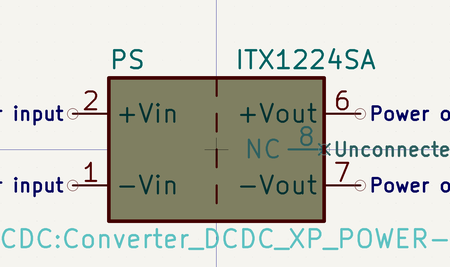 PS ITX1224SA
r input 2 +Vin +Vout 6 Power o
NC 8 Unconnecte
r input 1 -Vin -Vout 7 Power o
CDC:Converter_DCDC_XP_POWER-